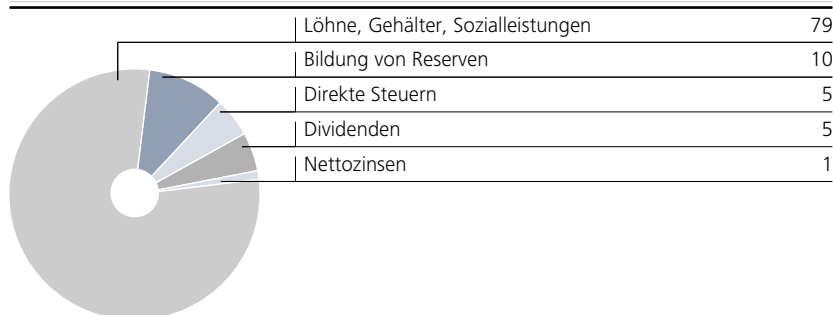 Löhne, Gehälter, Sozialleistungen 79
Bildung von Reserven 10
Direkte Steuern 5
Dividenden 5
Nettozinsen 1